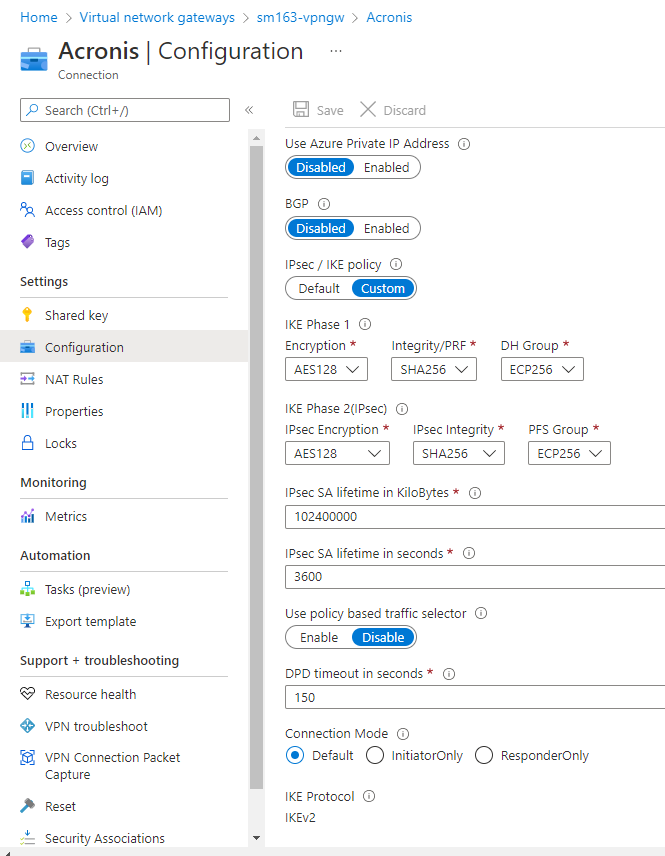 Home > Virtual network gateways > sm163-vpngw > Acronis
Acronis | Configuration ...
Connection
Search (Ctrl+/)
«
Save Discard
Overview
Activity log
Access control (IAM)
Tags
Settings
Shared key
Configuration
NAT Rules
Properties
Locks
Monitoring
Metrics
Automation
Tasks (preview)
Export template
Support + troubleshooting
Resource health
VPN troubleshoot
VPN Connection Packet
Capture
Reset
Security Associations
Use Azure Private IP Address
Disabled Enabled
BGP
Disabled Enabled
IPsec / IKE policy
Default Custom
IKE Phase 1
Encryption * Integrity/PRF * DH Group *
AES128 SHA256 ECP256
IKE Phase 2(IPsec)
IPsec Encryption * IPsec Integrity * PFS Group *
AES128 SHA256 ECP256
IPsec SA lifetime in KiloBytes *
102400000
IPsec SA lifetime in seconds *
3600
Use policy based traffic selector
Enable Disable
DPD timeout in seconds *
150
Connection Mode
Default InitiatorOnly ResponderOnly
IKE Protocol
IKEv2